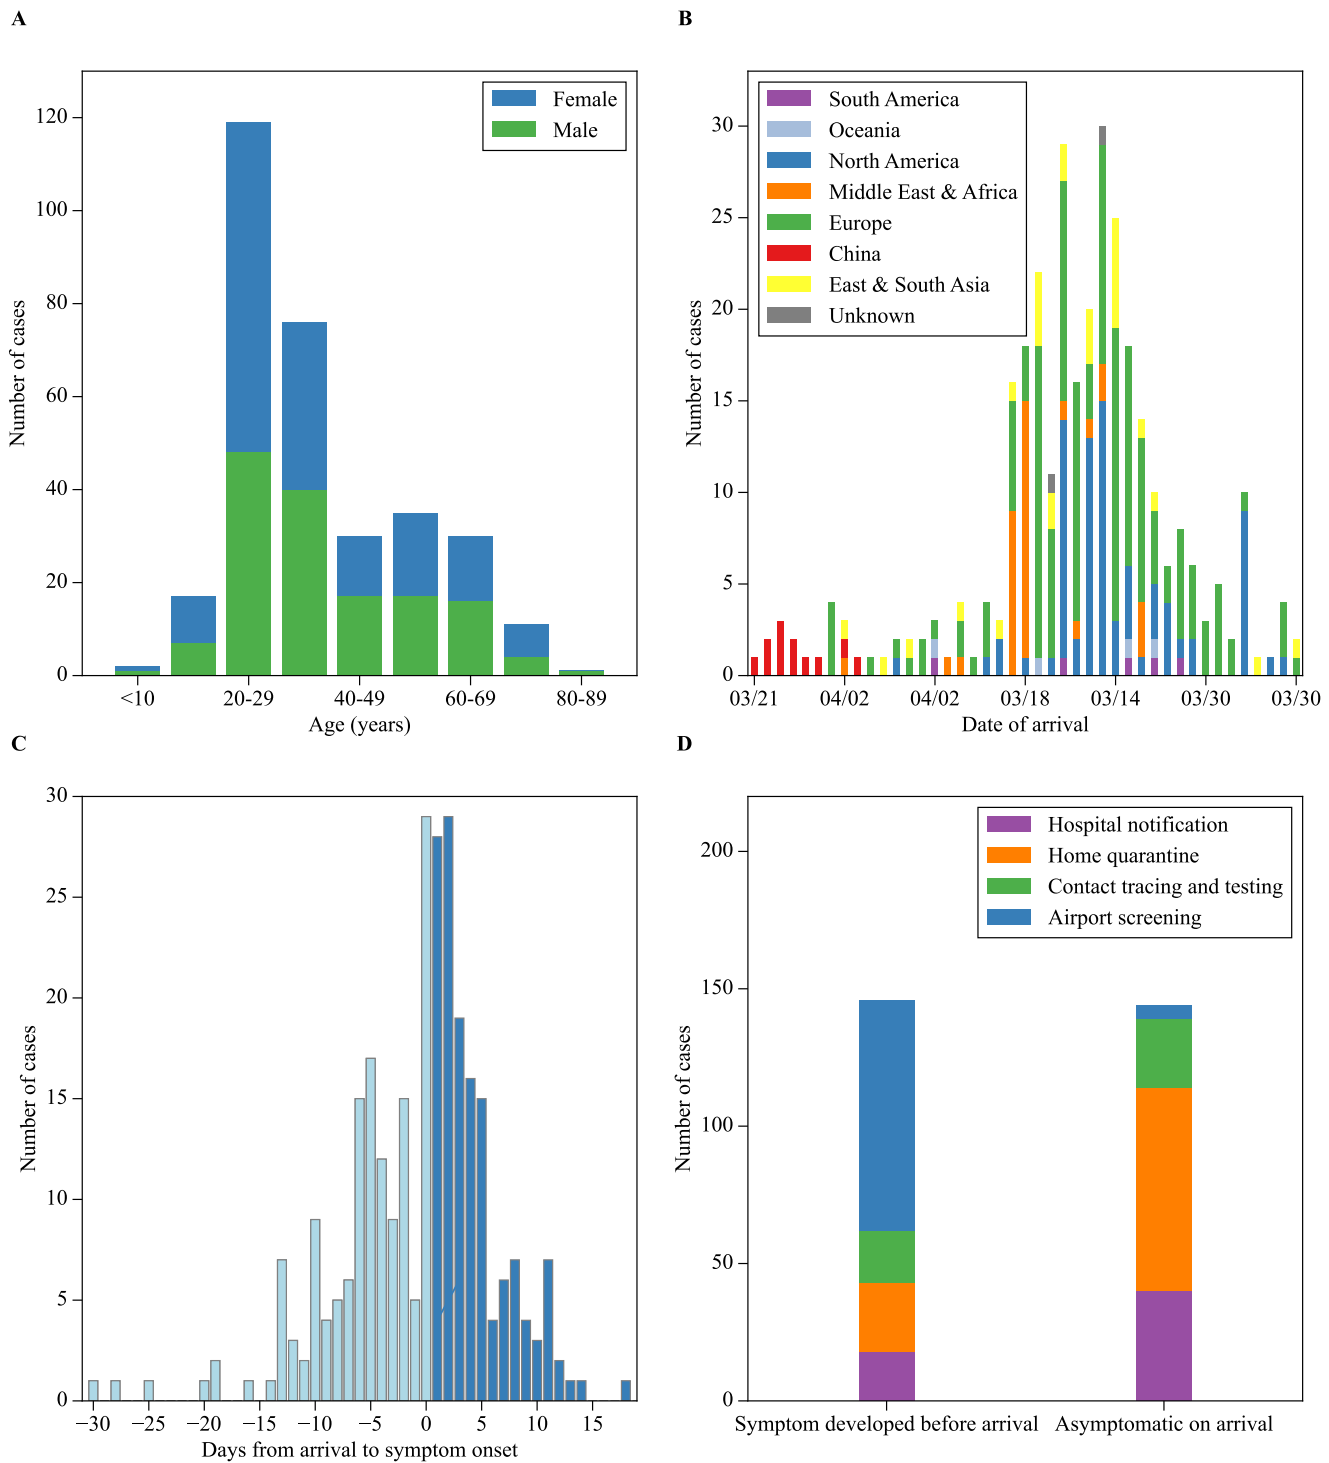 A
B
Number of cases
120
100
80
60
40
20
0
Female
Male
<10
20-29
40-49
60-69
80-89
Age (years)
Number of cases
30
25
20
15
10
5
0
South America
Oceania
North America
Middle East & Africa
Europe
China
East & South Asia
Unknown
03/21
04/02
04/02
03/18
03/14
03/30
03/30
Date of arrival
C
D
Number of cases
30
25
20
15
10
5
0
−30
−25
−20
−15
−10
−5
0
5
10
15
Days from arrival to symptom onset
Number of cases
200
150
100
50
0
Hospital notification
Home quarantine
Contact tracing and testing
Airport screening
Symptom developed before arrival
Asymptomatic on arrival